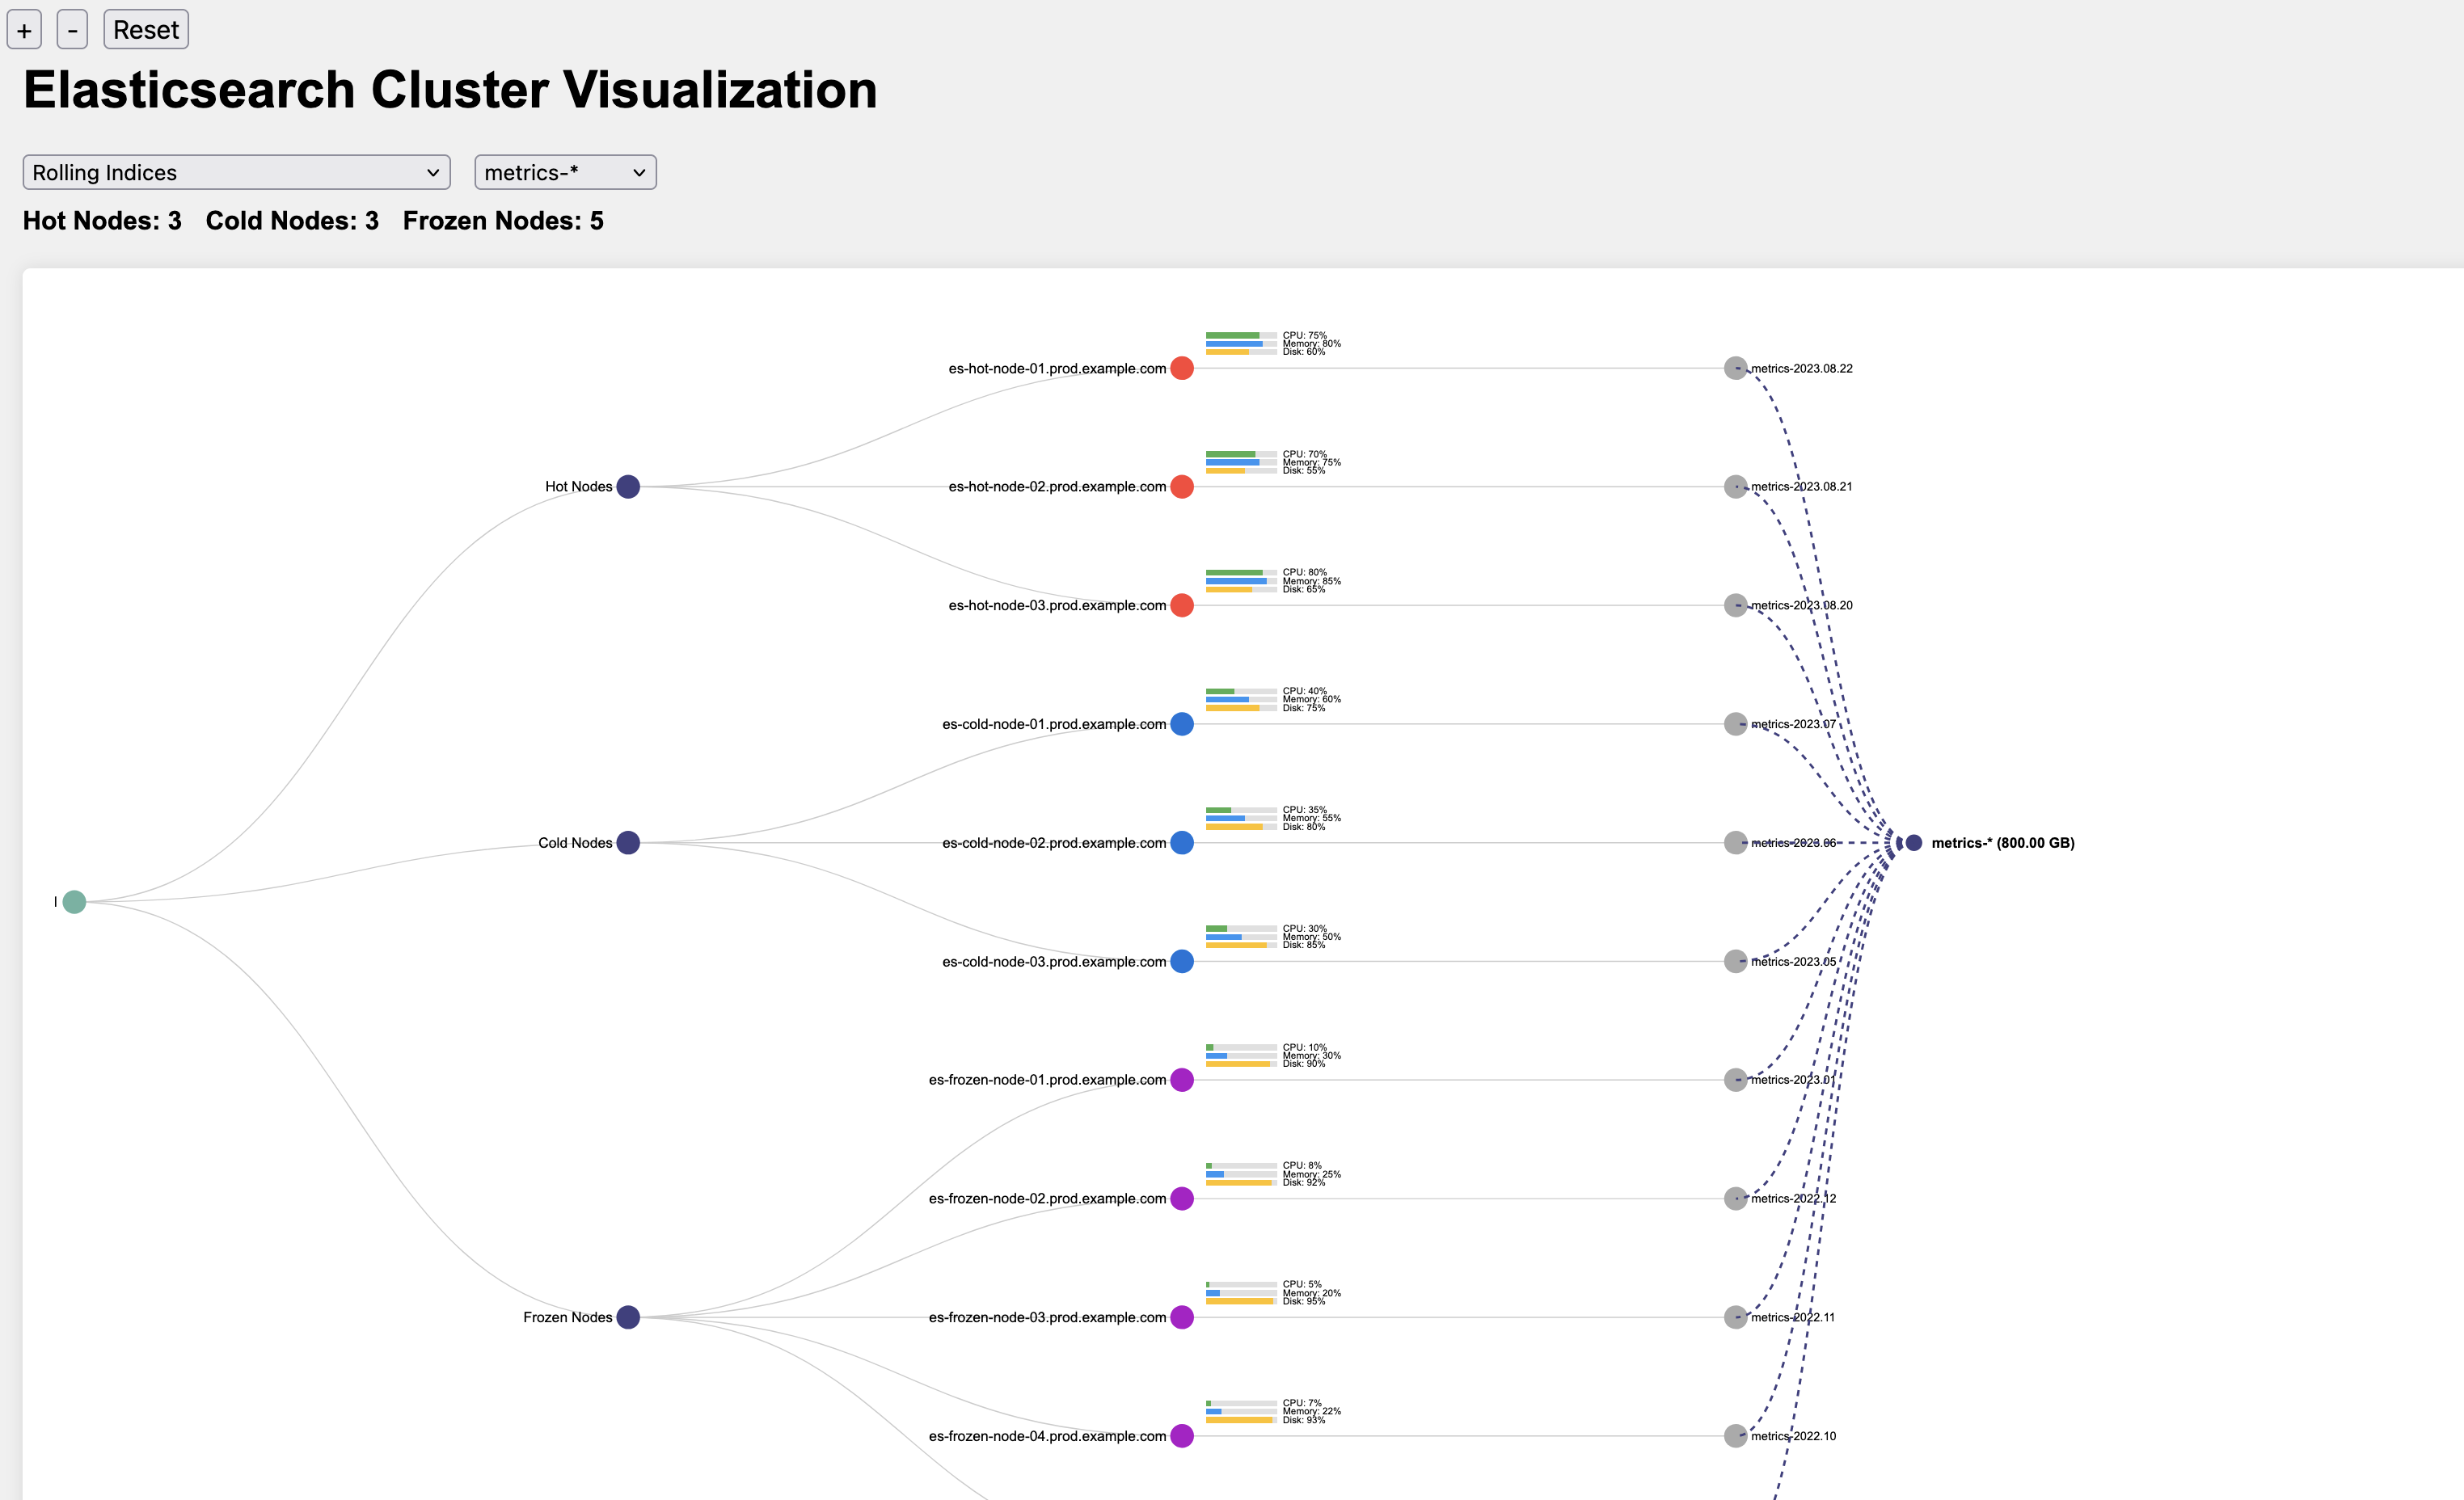 + - Reset
Elasticsearch Cluster Visualization
Rolling Indices metrics-*
Hot Nodes: 3 Cold Nodes: 3 Frozen Nodes: 5
CPU: 75%
Memory: 80%
Disk: 60%
es-hot-node-01.prod.example.com metrics-2023.08.22
CPU: 70%
Memory: 75%
Disk: 55%
Hot Nodes es-hot-node-02.prod.example.com metrics-2023.08.21
CPU: 80%
Memory: 85%
Disk: 65%
es-hot-node-03.prod.example.com metrics-2023.08.20
CPU: 40%
Memory: 60%
Disk: 75%
es-cold-node-01.prod.example.com metrics-2023.07
CPU: 35%
Memory: 55%
Disk: 80%
Cold Nodes es-cold-node-02.prod.example.com metrics-2023.06 metrics-* (800.00 GB)
CPU: 30%
Memory: 50%
Disk: 85%
es-cold-node-03.prod.example.com metrics-2023.05
CPU: 10%
Memory: 30%
Disk: 90%
es-frozen-node-01.prod.example.com metrics-2023.01
CPU: 8%
Memory: 25%
Disk: 92%
es-frozen-node-02.prod.example.com metrics-2022.12
CPU: 5%
Memory: 20%
Disk: 95%
Frozen Nodes es-frozen-node-03.prod.example.com metrics-2022.11
CPU: 7%
Memory: 22%
Disk: 93%
es-frozen-node-04.prod.example.com metrics-2022.10